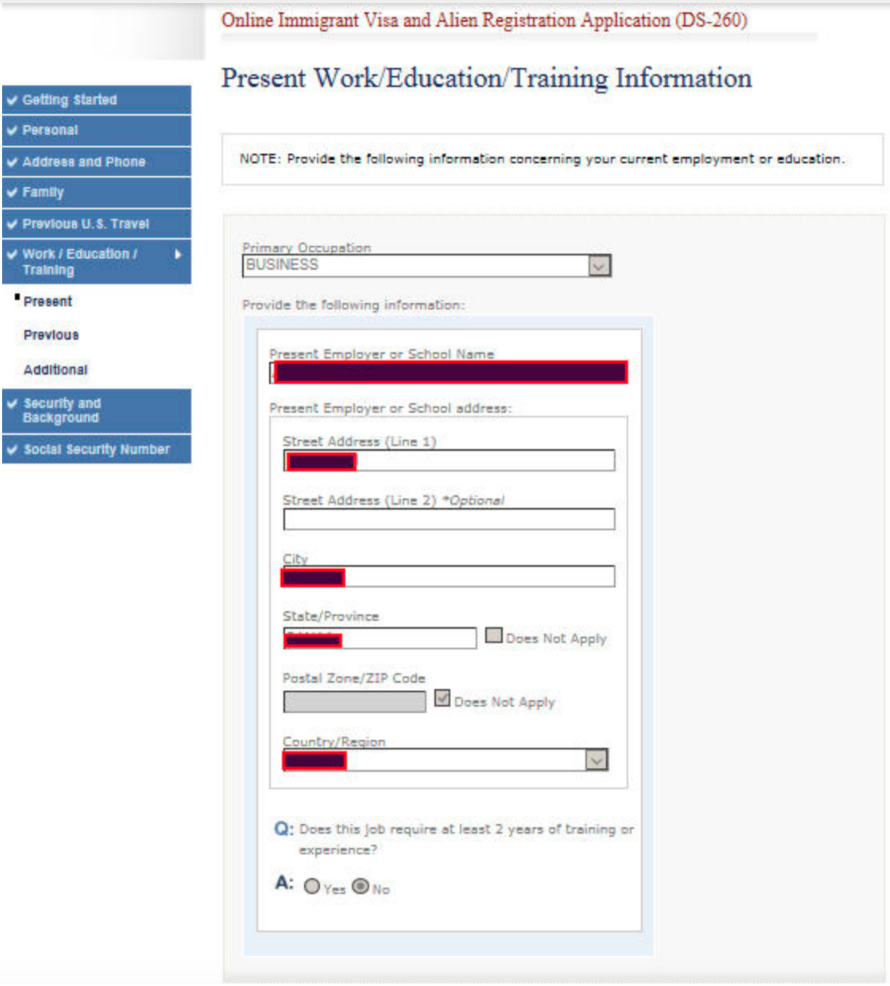 Online Immigrant Visa and Alien Registration Application (DS-260)
Present Work/Education/Training Information
Getting Started
Personal
Address and Phone
Family
Previous U.S. Travel
Work / Education /
Training
Present
Previous
Additional
Security and
Background
Social Security Number
NOTE: Provide the following information concerning your current employment or education.
Primary Occupation
BUSINESS
Provide the following information:
Present Employer or School Name
Present Employer or School address:
Street Address (Line 1)
Street Address (Line 2) *Optional
City
State/Province
Does Not Apply
Postal Zone/ZIP Code
Does Not Apply
Country/Region
Q: Does this job require at least 2 years of training or
experience?
A: Yes No